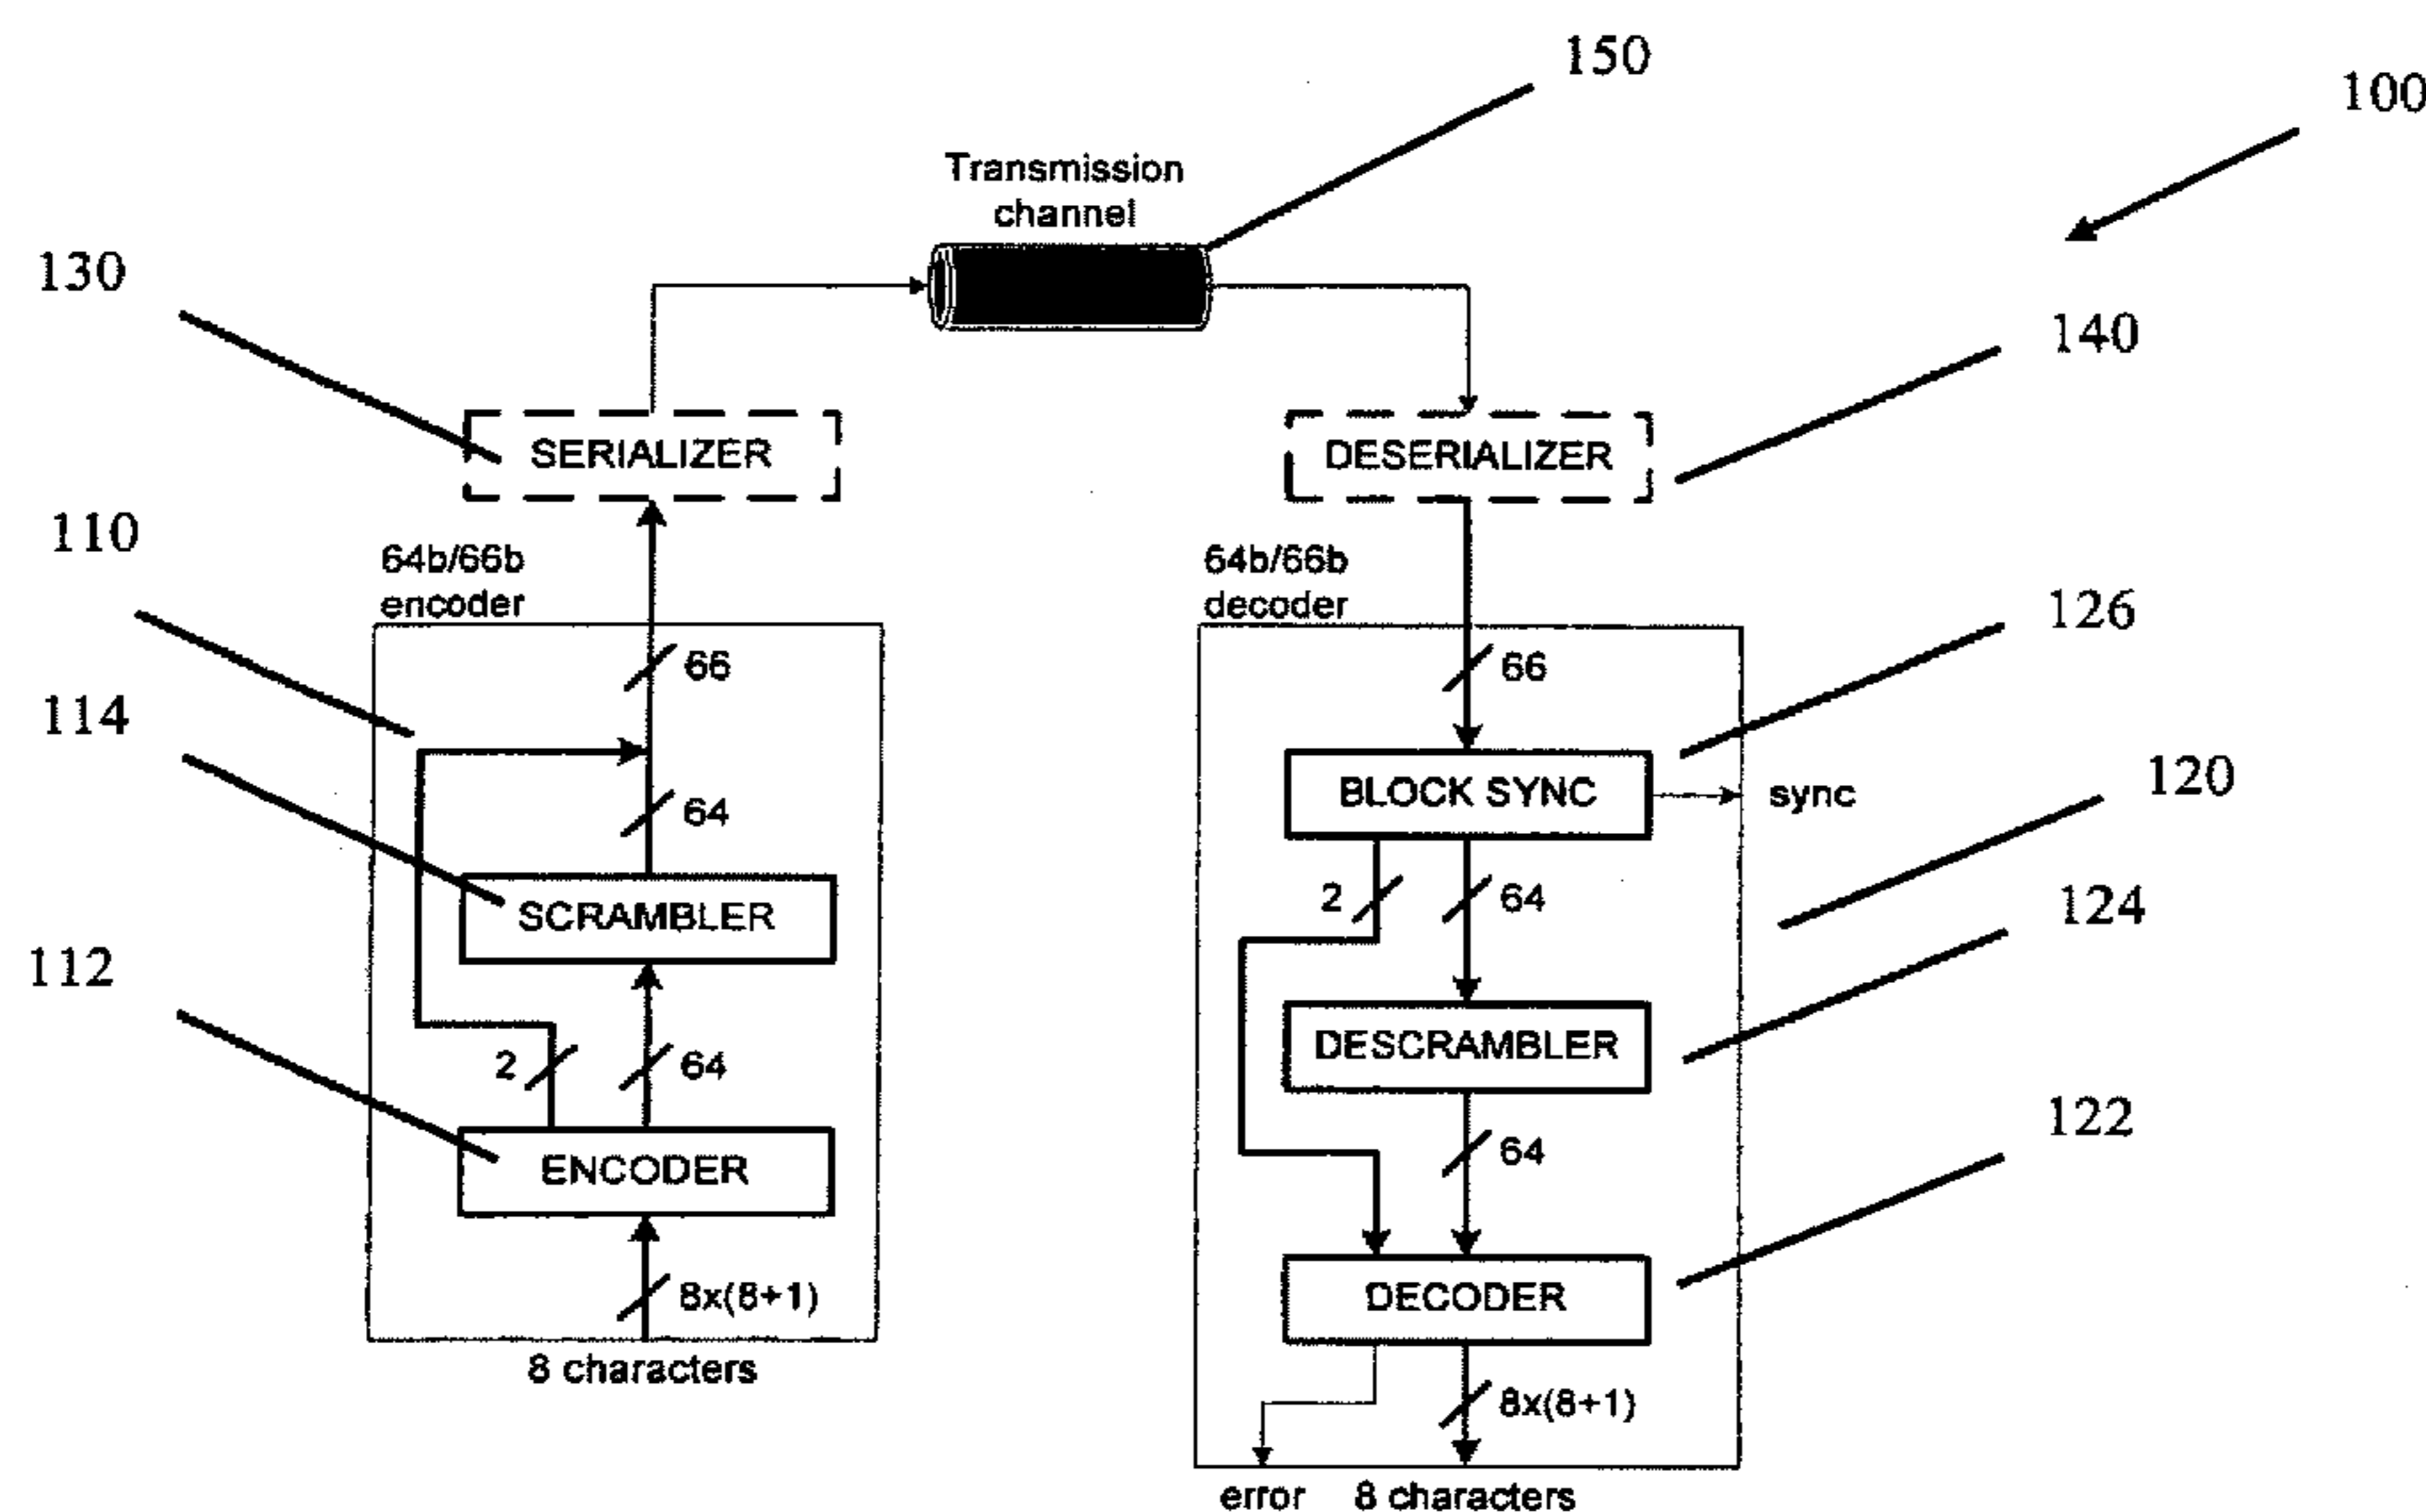 150
100
Transmission
channel
130
140
SERIALIZER
DESERIALIZER
110
64b/66b
encoder
64b/66b
decoder
126
66
66
114
BLOCK SYNC
sync
120
64
2
64
SCRAMBLER
124
112
DESCRAMBLER
2
64
122
64
ENCODER
8x(8+1)
DECODER
8 characters
8x(8+1)
error
8 characters